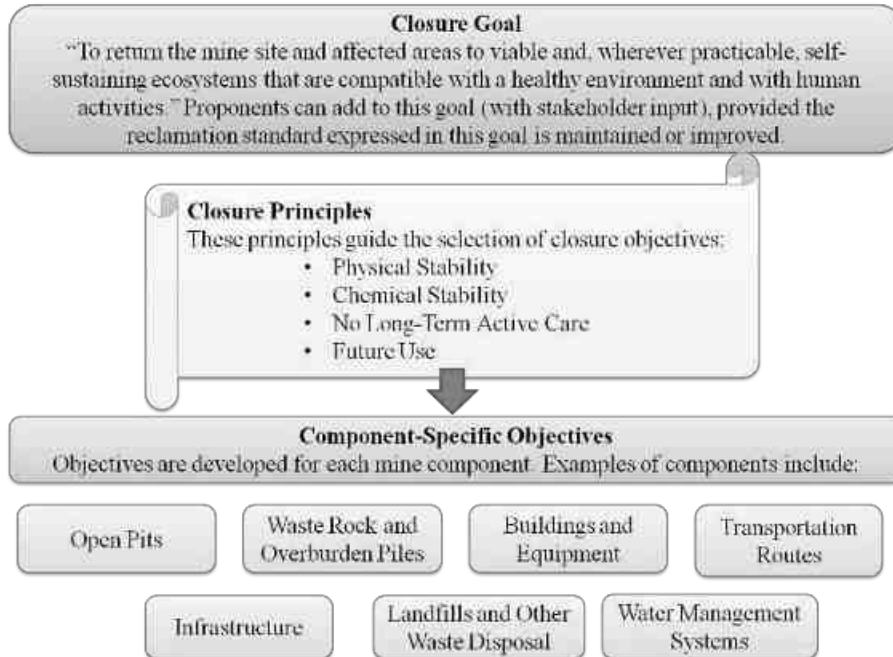 Closure Goal
“To return the mine site and affected areas to viable and, wherever practicable, self-
sustaining ecosystems that are compatible with a healthy environment and with human
activities.” Proponents can add to this goal (with stakeholder input), provided the
reclamation standard expressed in this goal is maintained or improved.
Closure Principles
These principles guide the selection of closure objectives:
• Physical Stability
• Chemical Stability
• No Long-Term Active Care
• Future Use
Component-Specific Objectives
Objectives are developed for each mine component. Examples of components include:
Open Pits
Waste Rock and
Overburden Piles
Buildings and
Equipment
Transportation
Routes
Infrastructure
Landfills and Other
Waste Disposal
Water Management
Systems